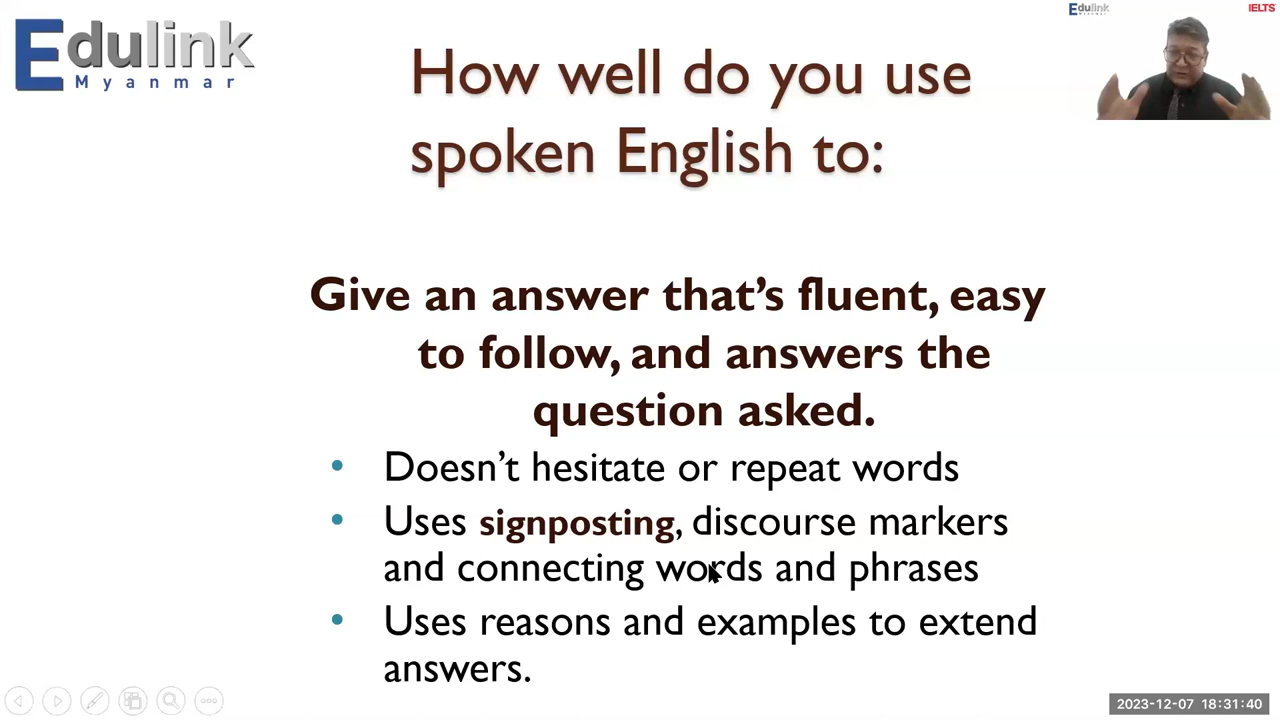 Edulink
Myanmar
Edulink
Myanmar
IELTS
How well do you use
spoken English to:
Give an answer that’s fluent, easy
to follow, and answers the
question asked.
• Doesn’t hesitate or repeat words
• Uses signposting, discourse markers
and connecting words and phrases
• Uses reasons and examples to extend
answers.
2023-12-07 18:31:40